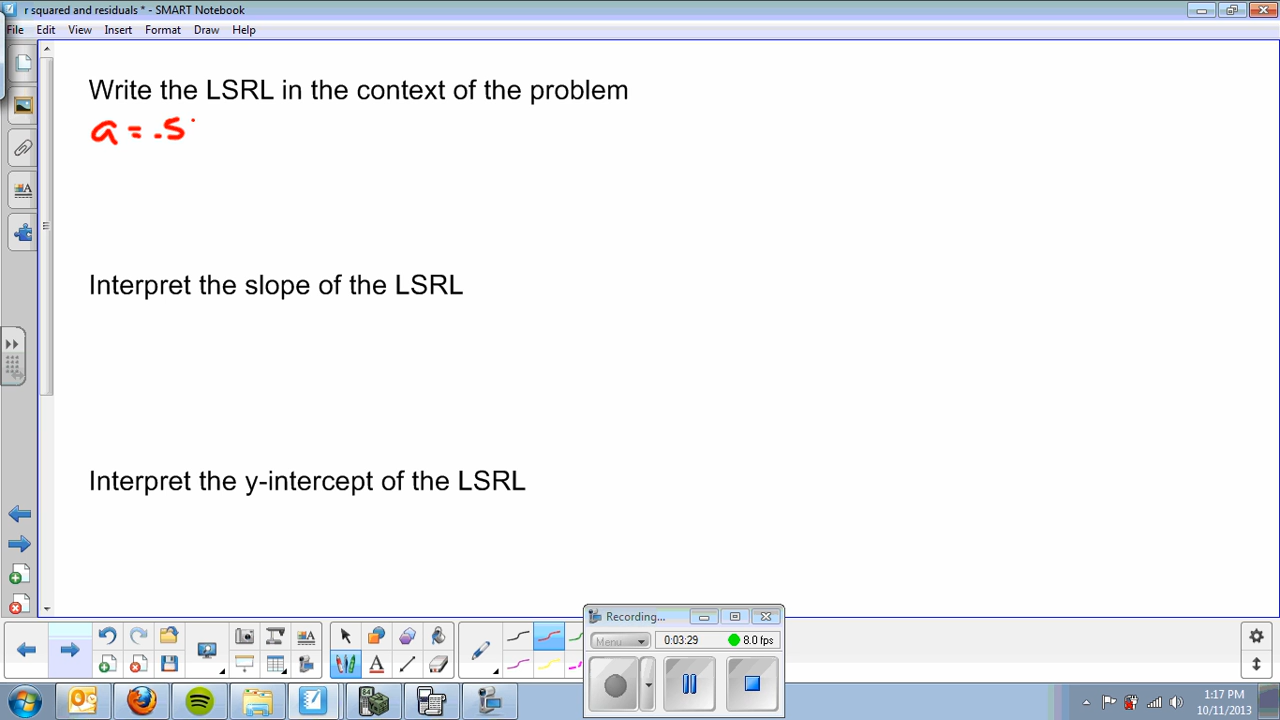 r squared and residuals * - SMART Notebook
File Edit View Insert Format Draw Help
Write the LSRL in the context of the problem
a = .5
Interpret the slope of the LSRL
Interpret the y-intercept of the LSRL
Recording...
Menu 0:03:29 8.0 fps
1:17 PM
10/11/2013